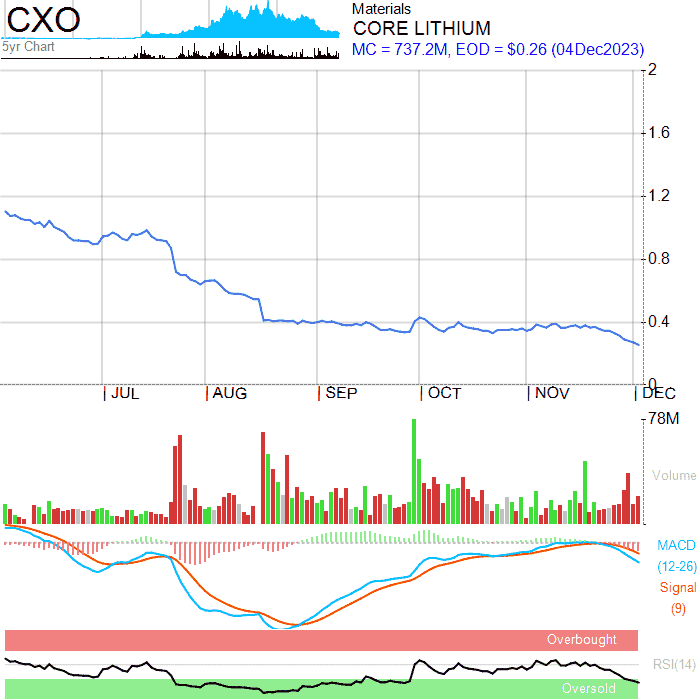 CXO
5yr Chart
Materials
CORE LITHIUM
MC = 737.2M, EOD = $0.26 (04Dec2023)
2
1.6
1.2
0.8
0.4
0
JUL AUG SEP OCT NOV DEC
78M
Volume
MACD
(12-26)
Signal
(9)
Overbought
RSI(14)
Oversold